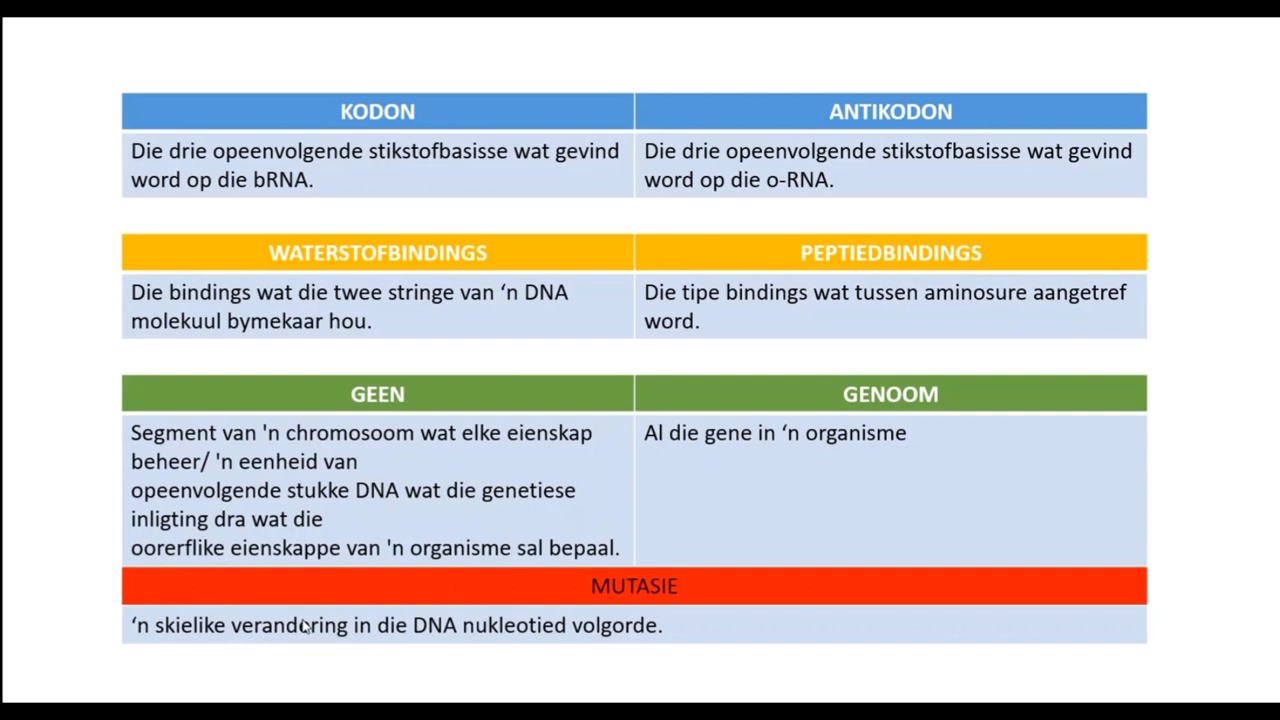 KODON
ANTIKODON
Die drie opeenvolgende stikstofbasisse wat gevind
word op die bRNA.
Die drie opeenvolgende stikstofbasisse wat gevind
word op die o-RNA.
WATERSTOFBINDINGS
PEPTIEDBINDINGS
Die bindings wat die twee stringe van ‘n DNA
molekuul bymekaar hou.
Die tipe bindings wat tussen aminosure aangetref
word.
GEEN
GENOOM
Segment van 'n chromosoom wat elke eienskap
beheer/ 'n eenheid van
opeenvolgende stukke DNA wat die genetiese
inligting dra wat die
oorerflike eienskappe van 'n organisme sal bepaal.
Al die gene in ‘n organisme
MUTASIE
‘n skielike verandering in die DNA nukleotied volgorde.